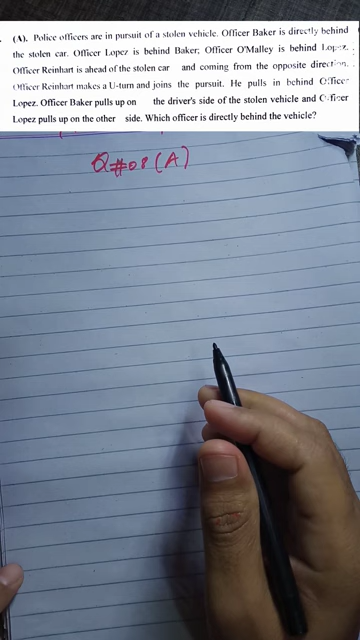 (A). Police officers are in pursuit of a stolen vehicle. Officer Baker is directly behind
the stolen car. Officer Lopez is behind Baker; Officer O'Malley is behind Lopez.
Officer Reinhart is ahead of the stolen car and coming from the opposite direction.
Officer Reinhart makes a U-turn and joins the pursuit. He pulls in behind Officer
Lopez. Officer Baker pulls up on the driver's side of the stolen vehicle and Officer
Lopez pulls up on the other side. Which officer is directly behind the vehicle?
Q#08 (A)